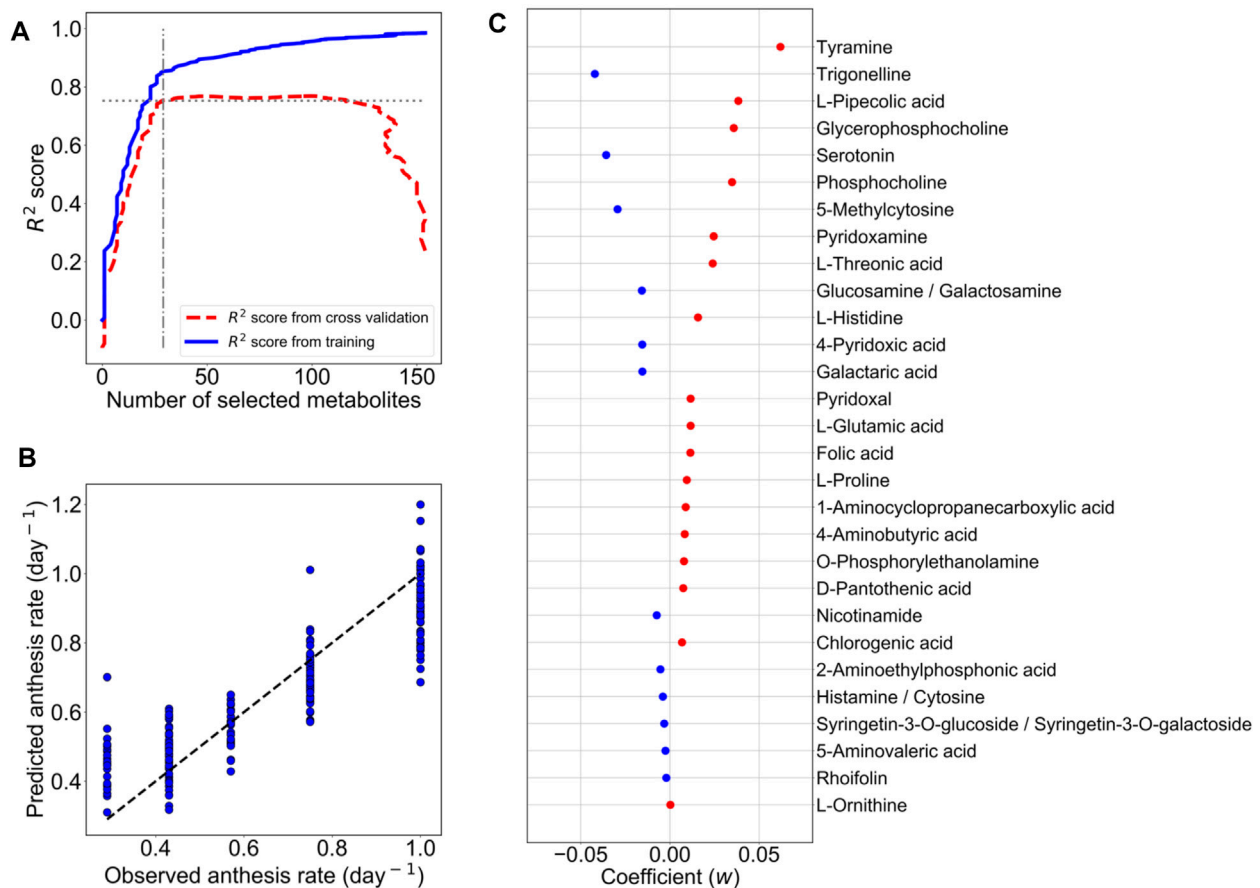 A
1.0
0.8
0.6
0.4
0.2
0.0
R² score
R² score from cross validation
R² score from training
0 50 100 150
Number of selected metabolites
B
1.2
1.0
0.8
0.6
0.4
Predicted anthesis rate (day⁻¹)
0.4 0.6 0.8 1.0
Observed anthesis rate (day⁻¹)
C
Tyramine
Trigonelline
L-Pipecolic acid
Glycerophosphocholine
Serotonin
Phosphocholine
5-Methylcytosine
Pyridoxamine
L-Threonic acid
Glucosamine / Galactosamine
L-Histidine
4-Pyridoxic acid
Galactaric acid
Pyridoxal
L-Glutamic acid
Folic acid
L-Proline
1-Aminocyclopropanecarboxylic acid
4-Aminobutyric acid
O-Phosphorylethanolamine
D-Pantothenic acid
Nicotinamide
Chlorogenic acid
2-Aminoethylphosphonic acid
Histamine / Cytosine
Syringetin-3-O-glucoside / Syringetin-3-O-galactoside
5-Aminovaleric acid
Rhoifolin
L-Ornithine
−0.05 0.00 0.05
Coefficient (w)